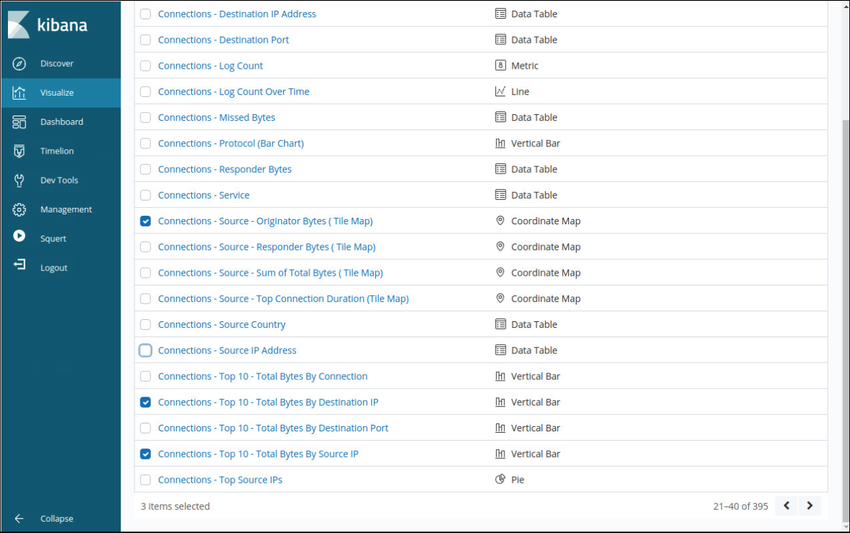 kibana
Discover
Visualize
Dashboard
Timelion
Dev Tools
Management
Squert
Logout
Collapse
Connections - Destination IP Address Data Table
Connections - Destination Port Data Table
Connections - Log Count 8 Metric
Connections - Log Count Over Time Line
Connections - Missed Bytes Data Table
Connections - Protocol (Bar Chart) Vertical Bar
Connections - Responder Bytes Data Table
Connections - Service Data Table
Connections - Source - Originator Bytes ( Tile Map) Coordinate Map
Connections - Source - Responder Bytes ( Tile Map) Coordinate Map
Connections - Source - Sum of Total Bytes ( Tile Map) Coordinate Map
Connections - Source - Top Connection Duration (Tile Map) Coordinate Map
Connections - Source Country Data Table
Connections - Source IP Address Data Table
Connections - Top 10 - Total Bytes By Connection Vertical Bar
Connections - Top 10 - Total Bytes By Destination IP Vertical Bar
Connections - Top 10 - Total Bytes By Destination Port Vertical Bar
Connections - Top 10 - Total Bytes By Source IP Vertical Bar
Connections - Top Source IPs Pie
3 items selected 21–40 of 395